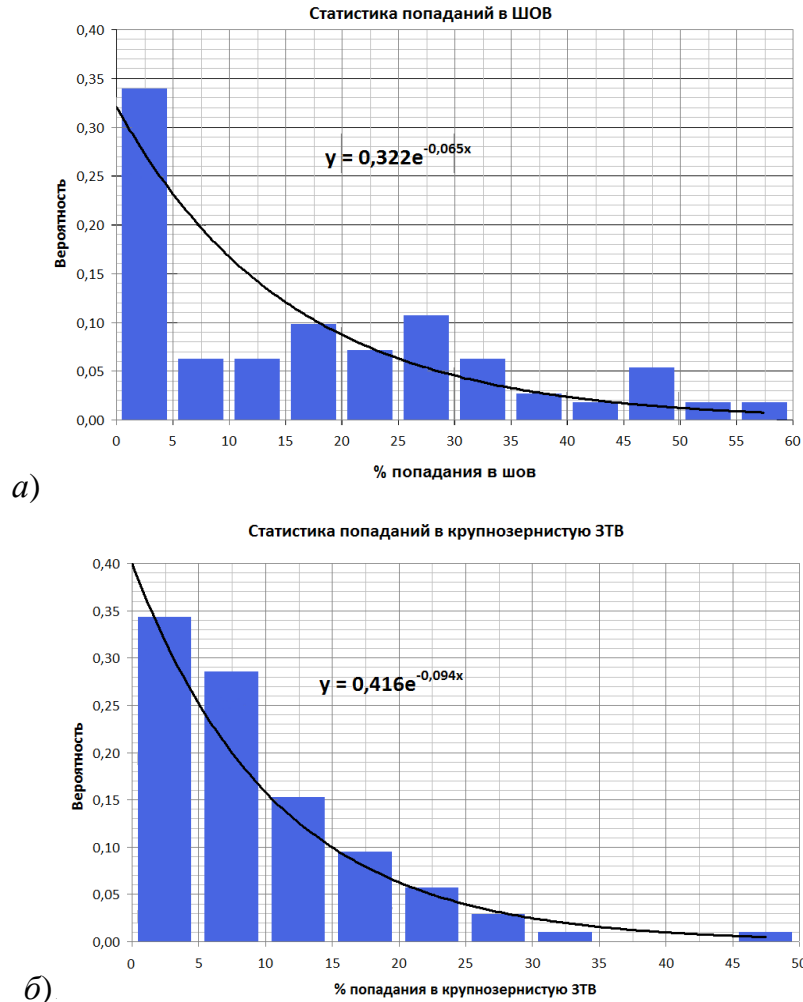 Статистика попаданий в ШОВ
0,40
0,35
0,30
0,25
0,20
0,15
0,10
0,05
0,00
Вероятность
y = 0,322e^-0,065x
0 5 10 15 20 25 30 35 40 45 50 55 60
% попадания в шов
а)
Статистика попаданий в крупнозернистую ЗТВ
0,40
0,35
0,30
0,25
0,20
0,15
0,10
0,05
0,00
Вероятность
y = 0,416e^-0,094x
0 5 10 15 20 25 30 35 40 45 50
% попадания в крупнозернистую ЗТВ
б).